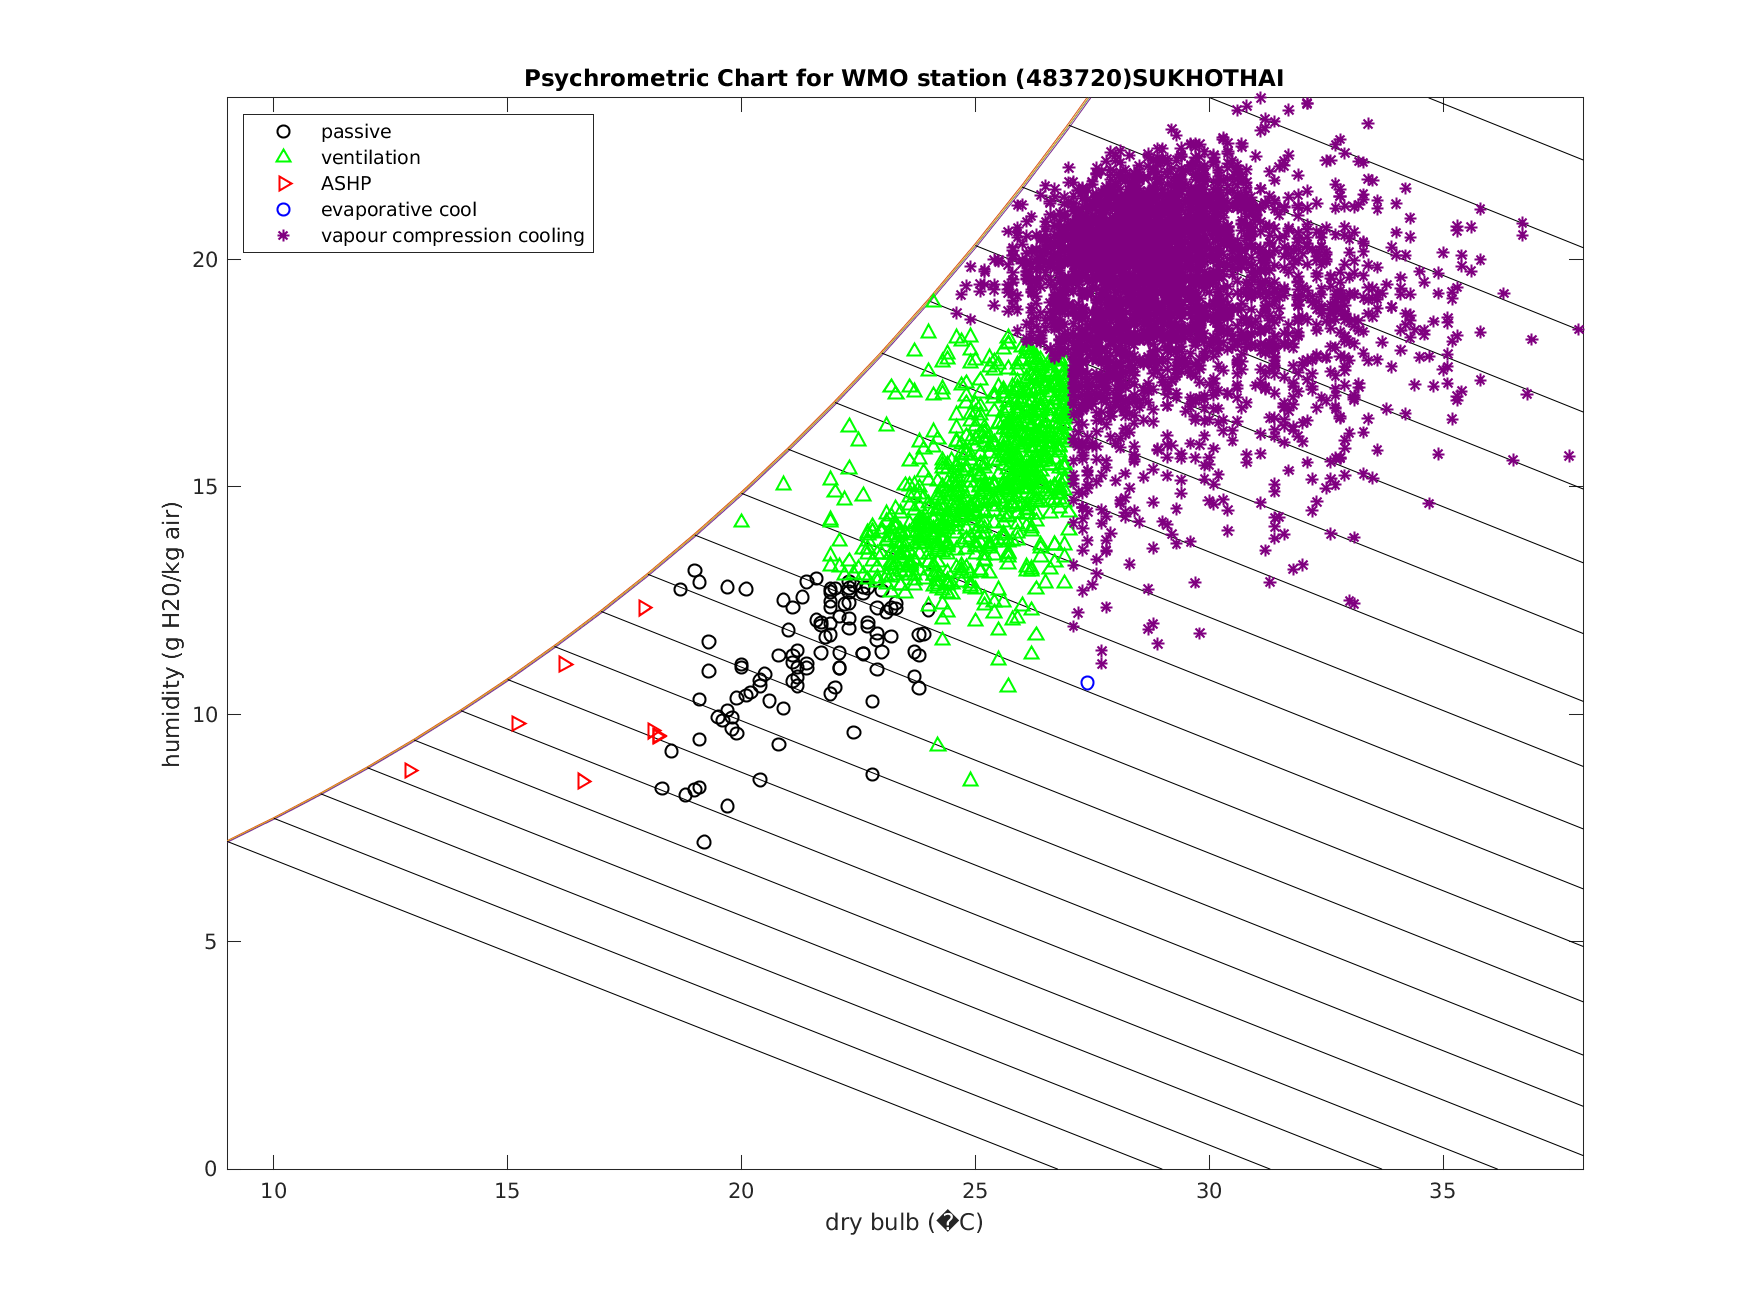 Psychrometric Chart for WMO station (483720)SUKHOTHAI
passive
ventilation
ASHP
evaporative cool
vapour compression cooling
20
15
10
5
0
humidity (g H20/kg air)
10 15 20 25 30 35
dry bulb (�C)